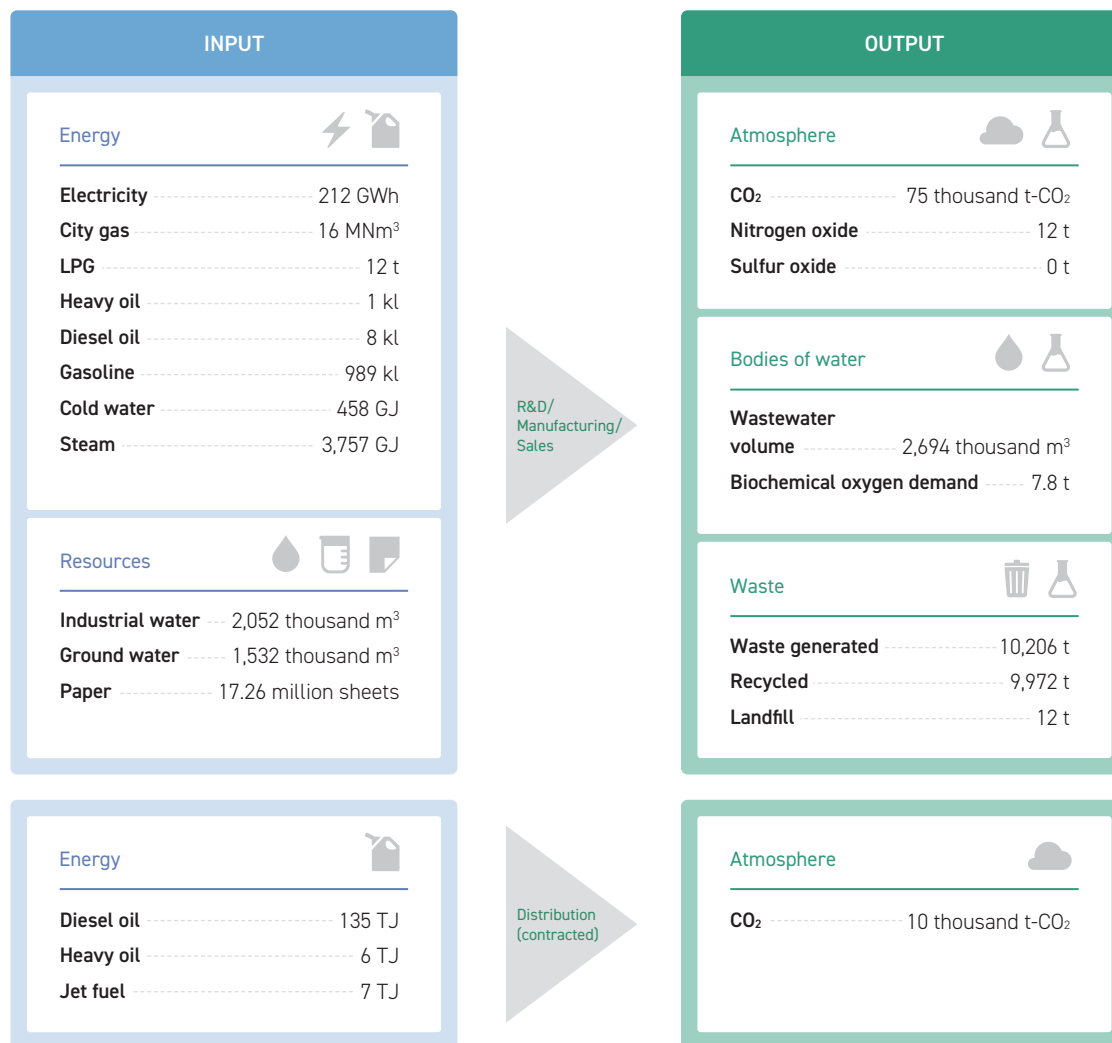 INPUT
Energy
Electricity 212 GWh
City gas 16 MNm³
LPG 12 t
Heavy oil 1 kl
Diesel oil 8 kl
Gasoline 989 kl
Cold water 458 GJ
Steam 3,757 GJ
Resources
Industrial water 2,052 thousand m³
Ground water 1,532 thousand m³
Paper 17.26 million sheets
R&D/
Manufacturing/
Sales
OUTPUT
Atmosphere
CO₂ 75 thousand t-CO₂
Nitrogen oxide 12 t
Sulfur oxide 0 t
Bodies of water
Wastewater
volume 2,694 thousand m³
Biochemical oxygen demand 7.8 t
Waste
Waste generated 10,206 t
Recycled 9,972 t
Landfill 12 t
Energy
Diesel oil 135 TJ
Heavy oil 6 TJ
Jet fuel 7 TJ
Distribution
(contracted)
Atmosphere
CO₂ 10 thousand t-CO₂